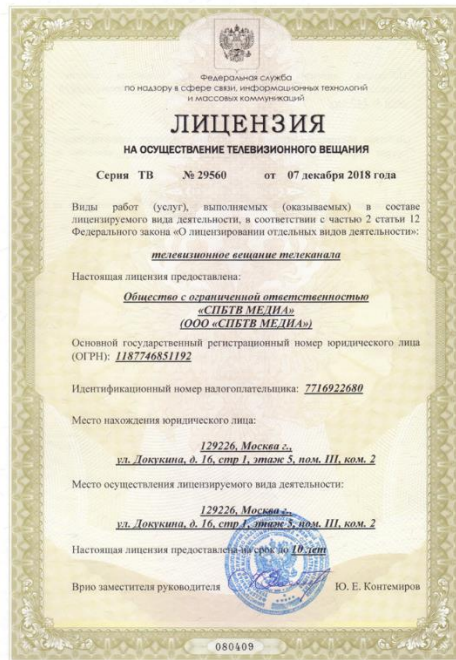 Федеральная служба
по надзору в сфере связи, информационных технологий
и массовых коммуникаций
ЛИЦЕНЗИЯ
НА ОСУЩЕСТВЛЕНИЕ ТЕЛЕВИЗИОННОГО ВЕЩАНИЯ
Серия ТВ № 29560 от 07 декабря 2018 года
Виды работ (услуг), выполняемых (оказываемых) в составе
лицензируемого вида деятельности, в соответствии с частью 2 статьи 12
Федерального закона «О лицензировании отдельных видов деятельности»:
телевизионное вещание телеканала
Настоящая лицензия предоставлена:
Общество с ограниченной ответственностью
«СПБТВ МЕДИА»
(ООО «СПБТВ МЕДИА»)
Основной государственный регистрационный номер юридического лица
(ОГРН): 1187746851192
Идентификационный номер налогоплательщика: 7716922680
Место нахождения юридического лица:
129226, Москва г.,
ул. Докукина, д. 16, стр 1, этаж 5, пом. III, ком. 2
Место осуществления лицензируемого вида деятельности:
129226, Москва г.,
ул. Докукина, д. 16, стр 1, этаж 5, пом. III, ком. 2
Настоящая лицензия предоставлена на срок до 10 лет
Врио заместителя руководителя Ю. Е. Контемиров
080409